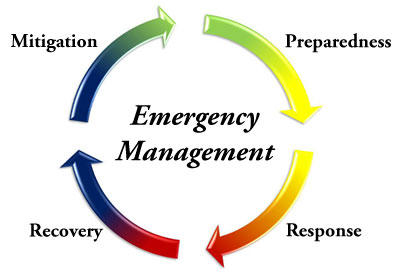 Mitigation
Preparedness
Emergency
Management
Recovery
Response